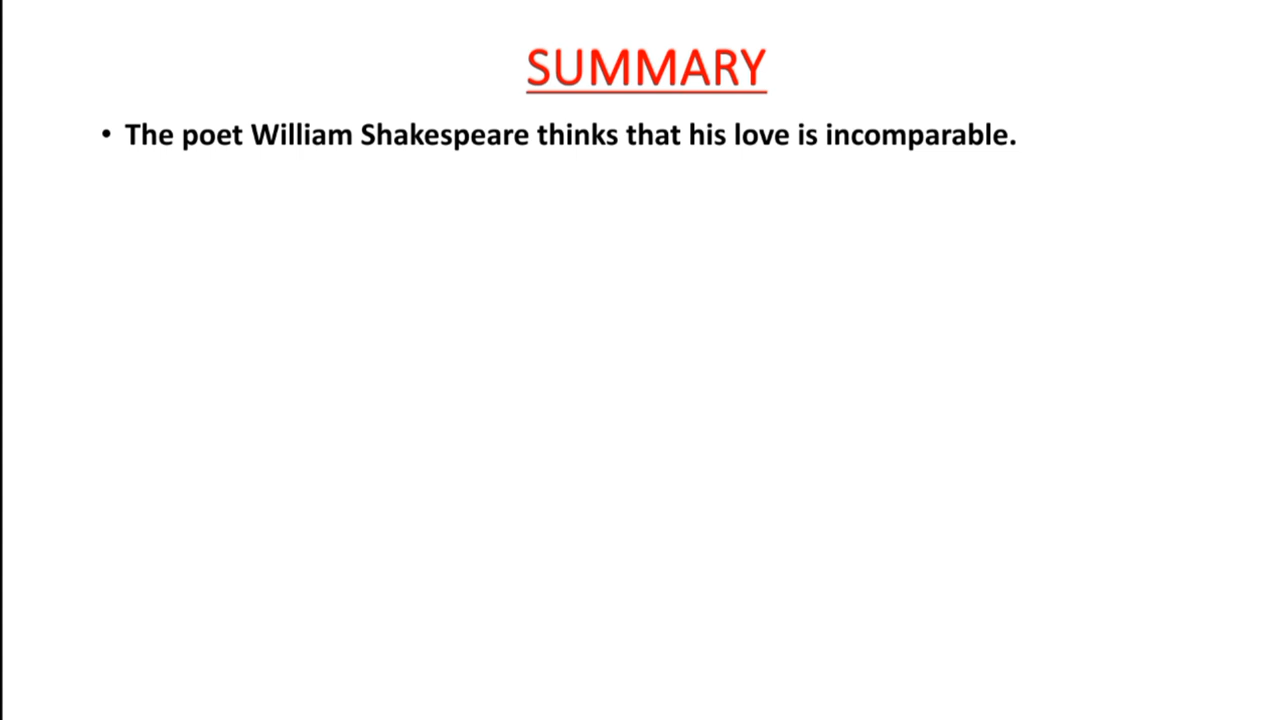 SUMMARY
• The poet William Shakespeare thinks that his love is incomparable.